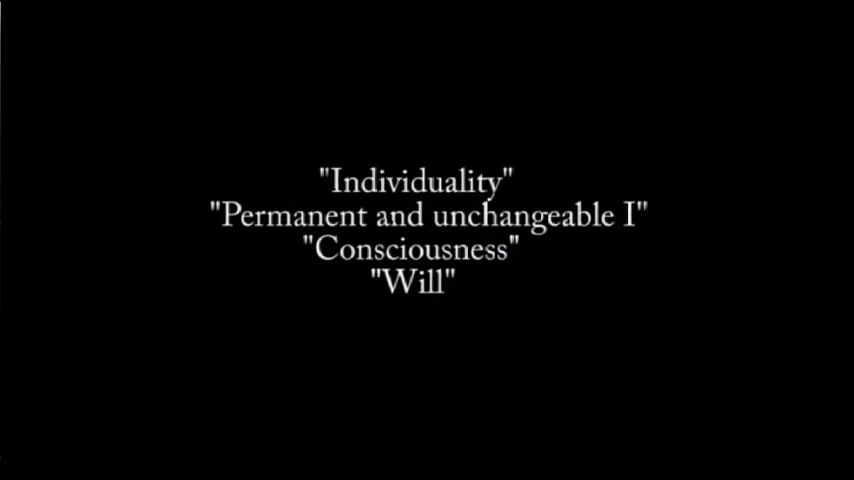 "Individuality"
"Permanent and unchangeable I"
"Consciousness"
"Will"